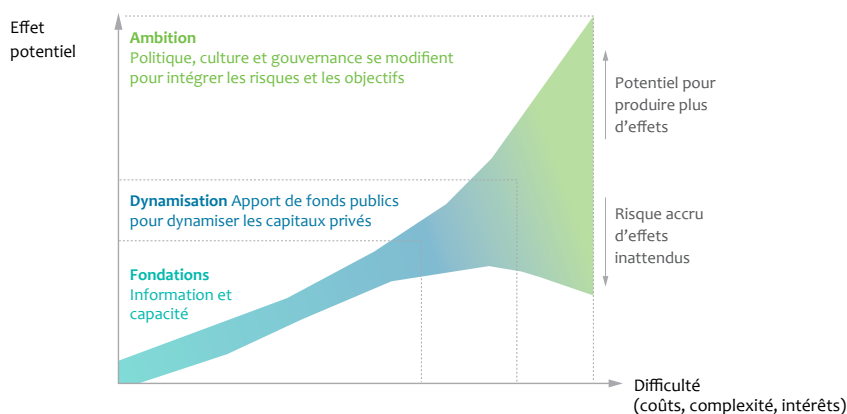 Effet
potentiel
Ambition
Politique, culture et gouvernance se modifient
pour intégrer les risques et les objectifs
Potentiel pour
produire plus
d’effets
Dynamisation Apport de fonds publics
pour dynamiser les capitaux privés
Risque accru
d’effets
inattendus
Fondations
Information et
capacité
Difficulté
(coûts, complexité, intérêts)